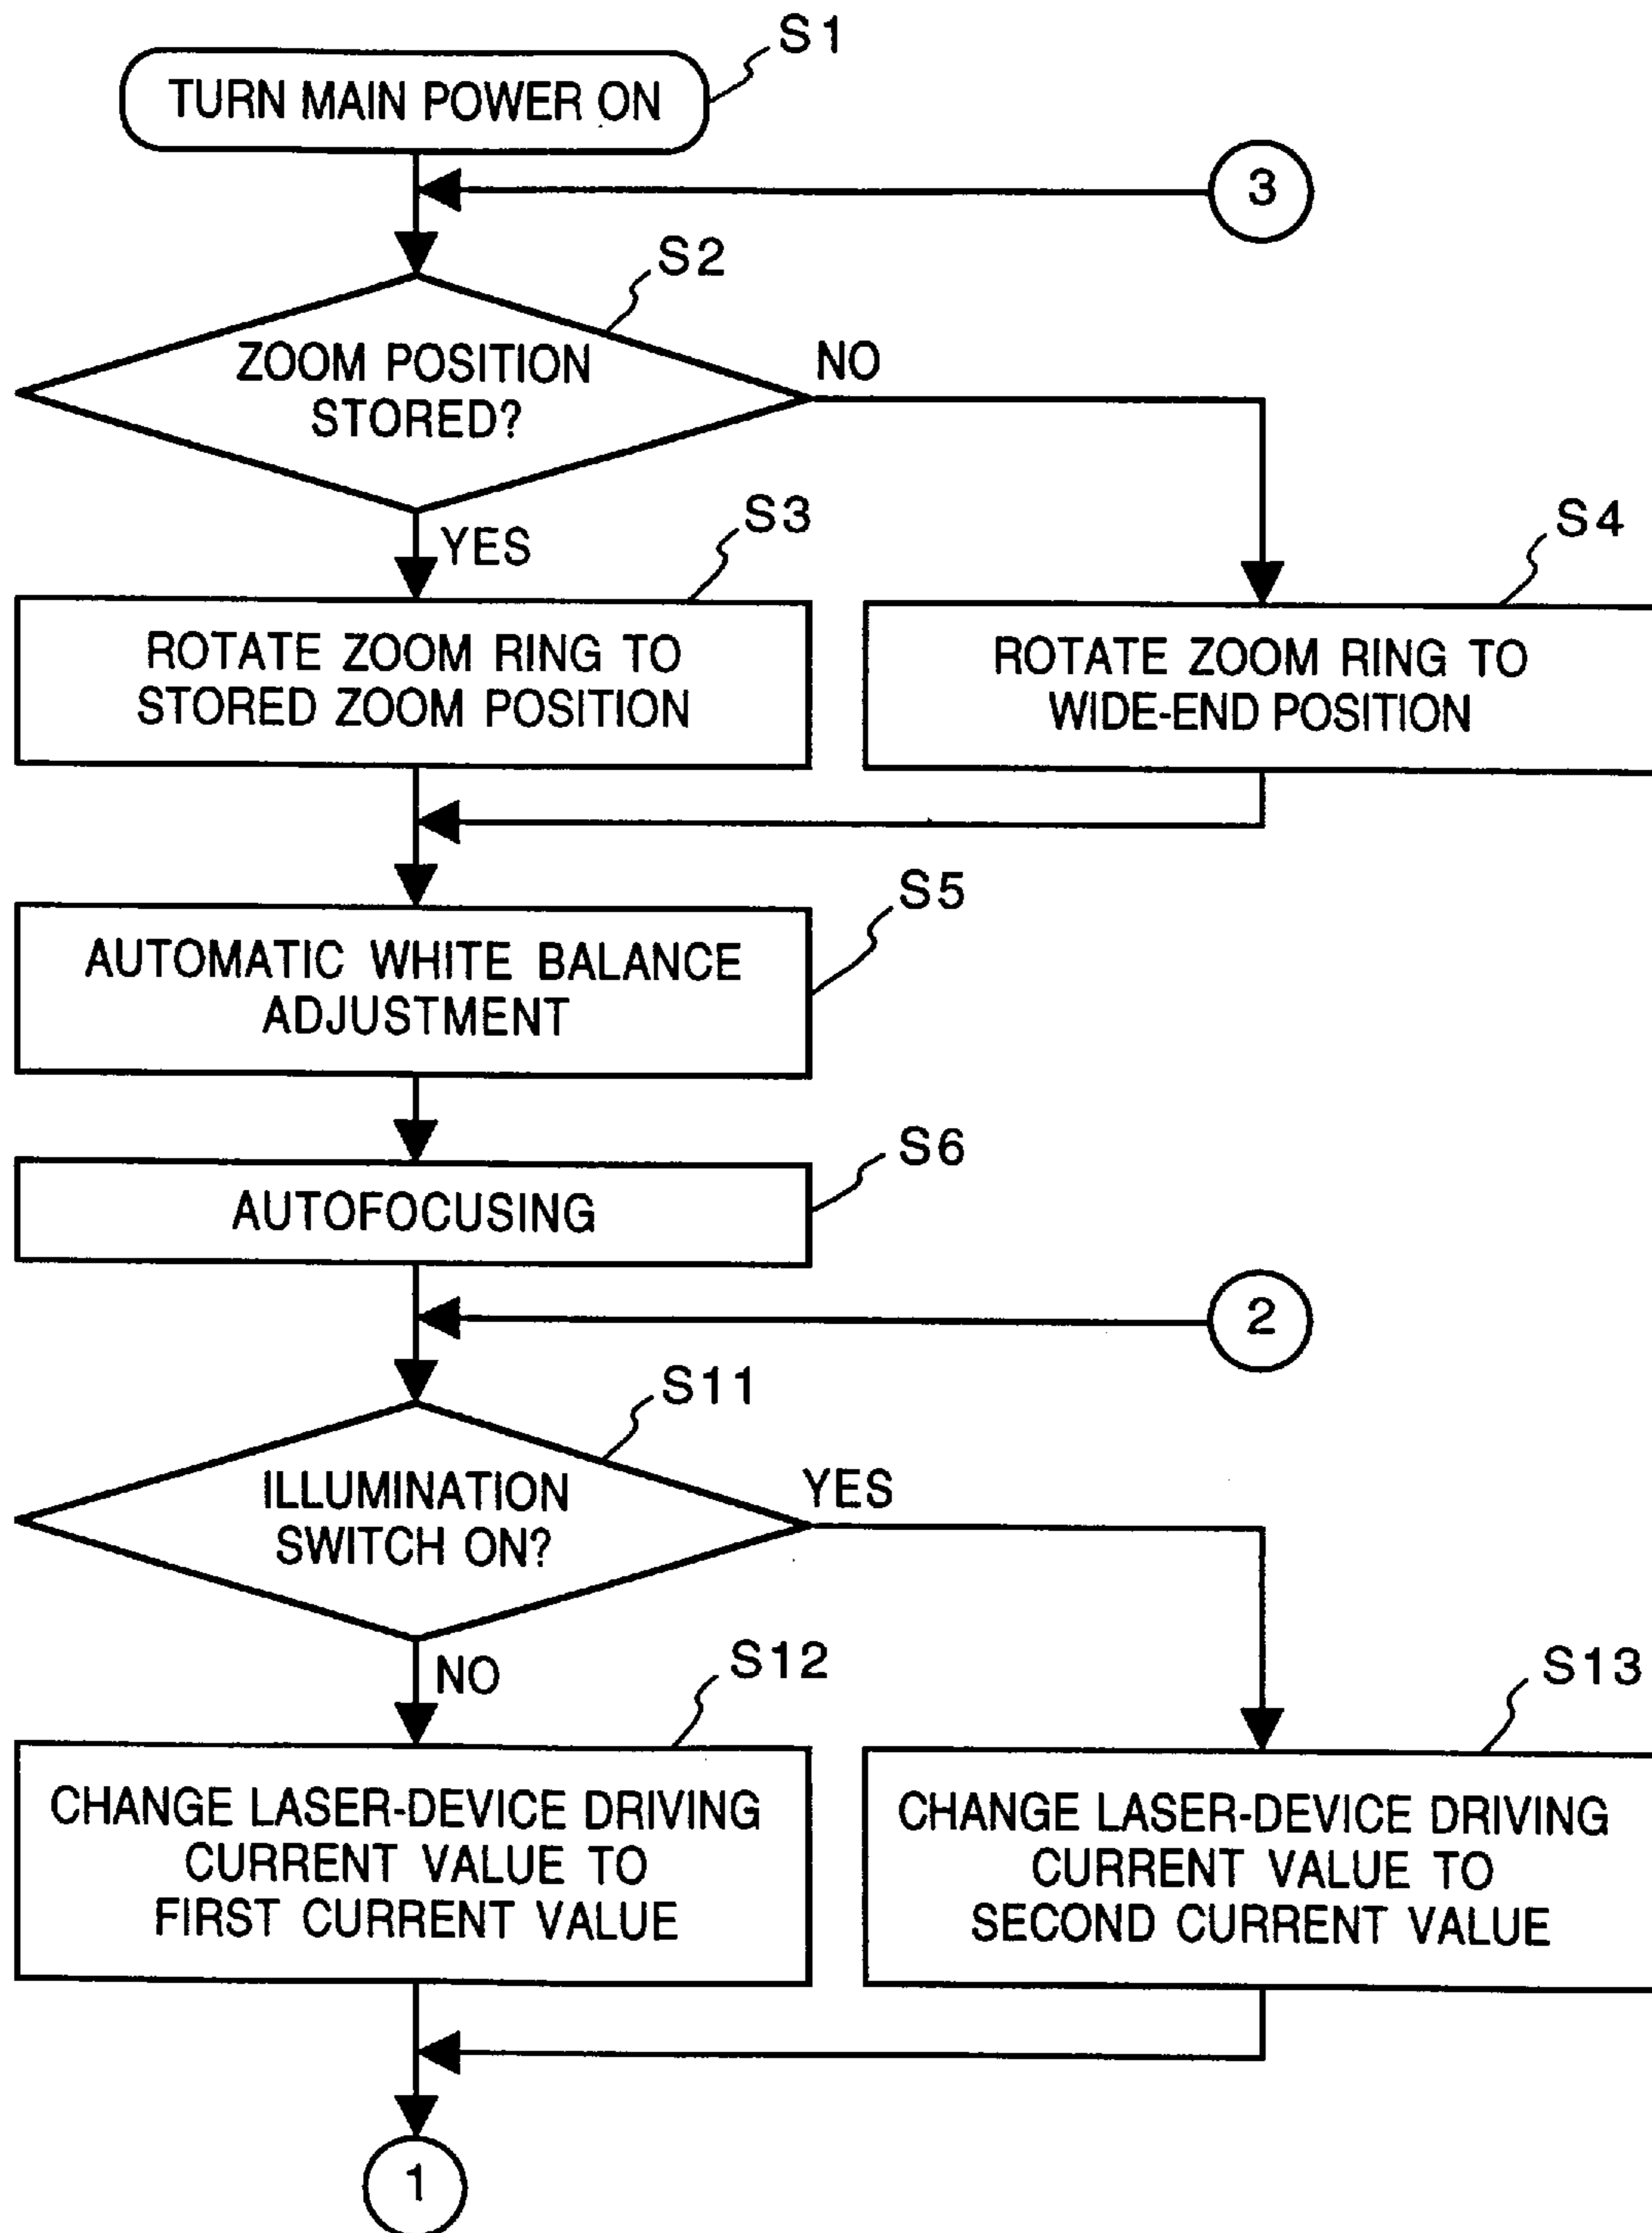 S1
TURN MAIN POWER ON
3
S2
ZOOM POSITION
STORED?
NO
YES
S3
S4
ROTATE ZOOM RING TO
STORED ZOOM POSITION
ROTATE ZOOM RING TO
WIDE-END POSITION
S5
AUTOMATIC WHITE BALANCE
ADJUSTMENT
S6
AUTOFOCUSING
2
S11
ILLUMINATION
SWITCH ON?
YES
NO
S12
S13
CHANGE LASER-DEVICE DRIVING
CURRENT VALUE TO
FIRST CURRENT VALUE
CHANGE LASER-DEVICE DRIVING
CURRENT VALUE TO
SECOND CURRENT VALUE
1